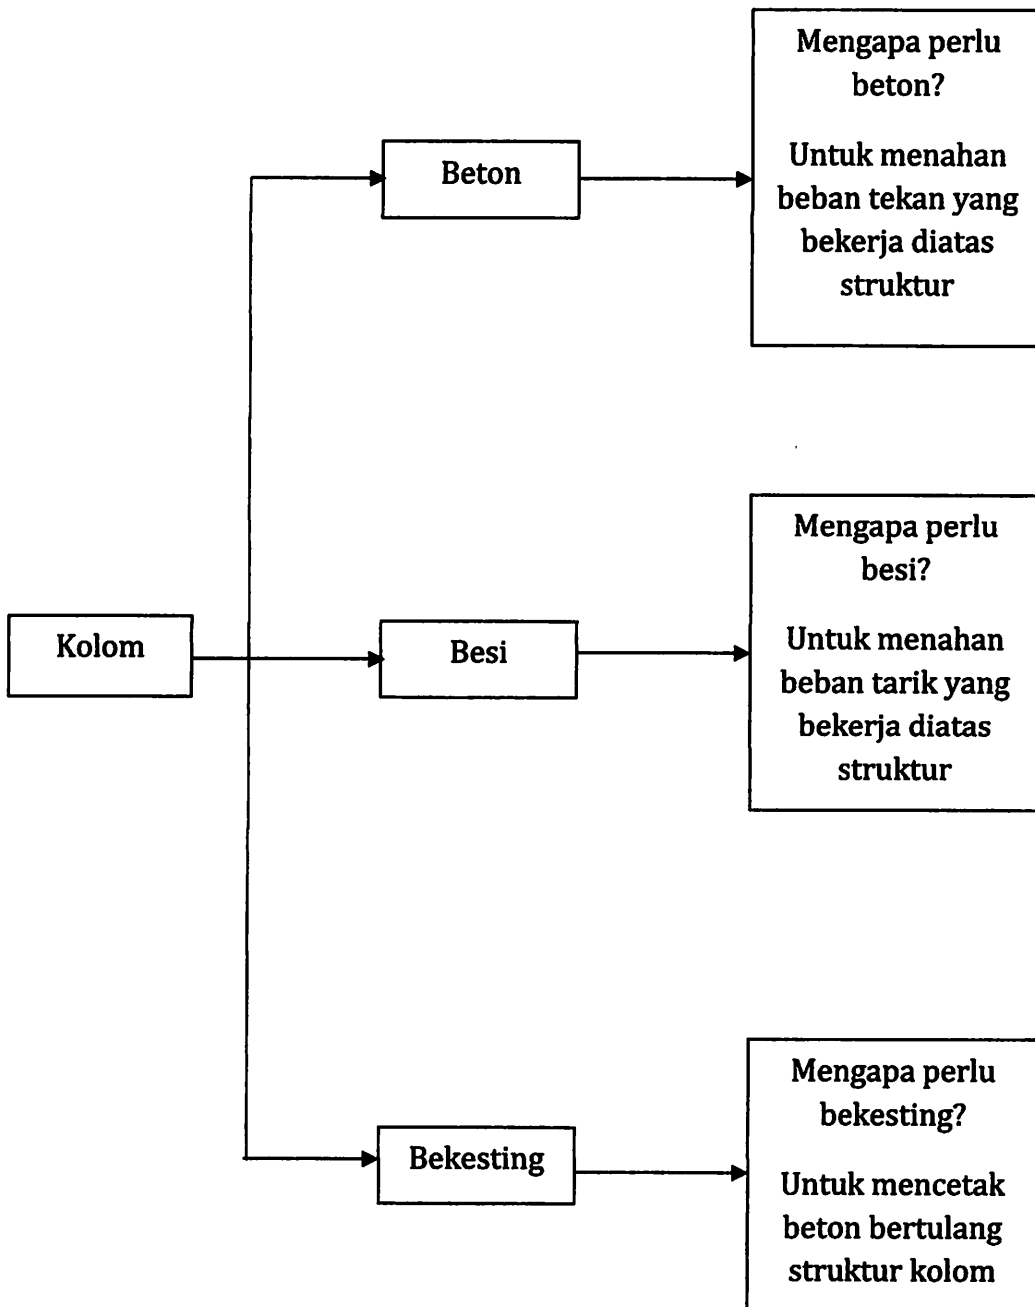 Mengapa perlu
beton?
Untuk menahan
beban tekan yang
bekerja diatas
struktur
Beton
Mengapa perlu
besi?
Untuk menahan
beban tarik yang
bekerja diatas
struktur
Kolom
Besi
Mengapa perlu
bekesting?
Untuk mencetak
beton bertulang
struktur kolom
Bekesting